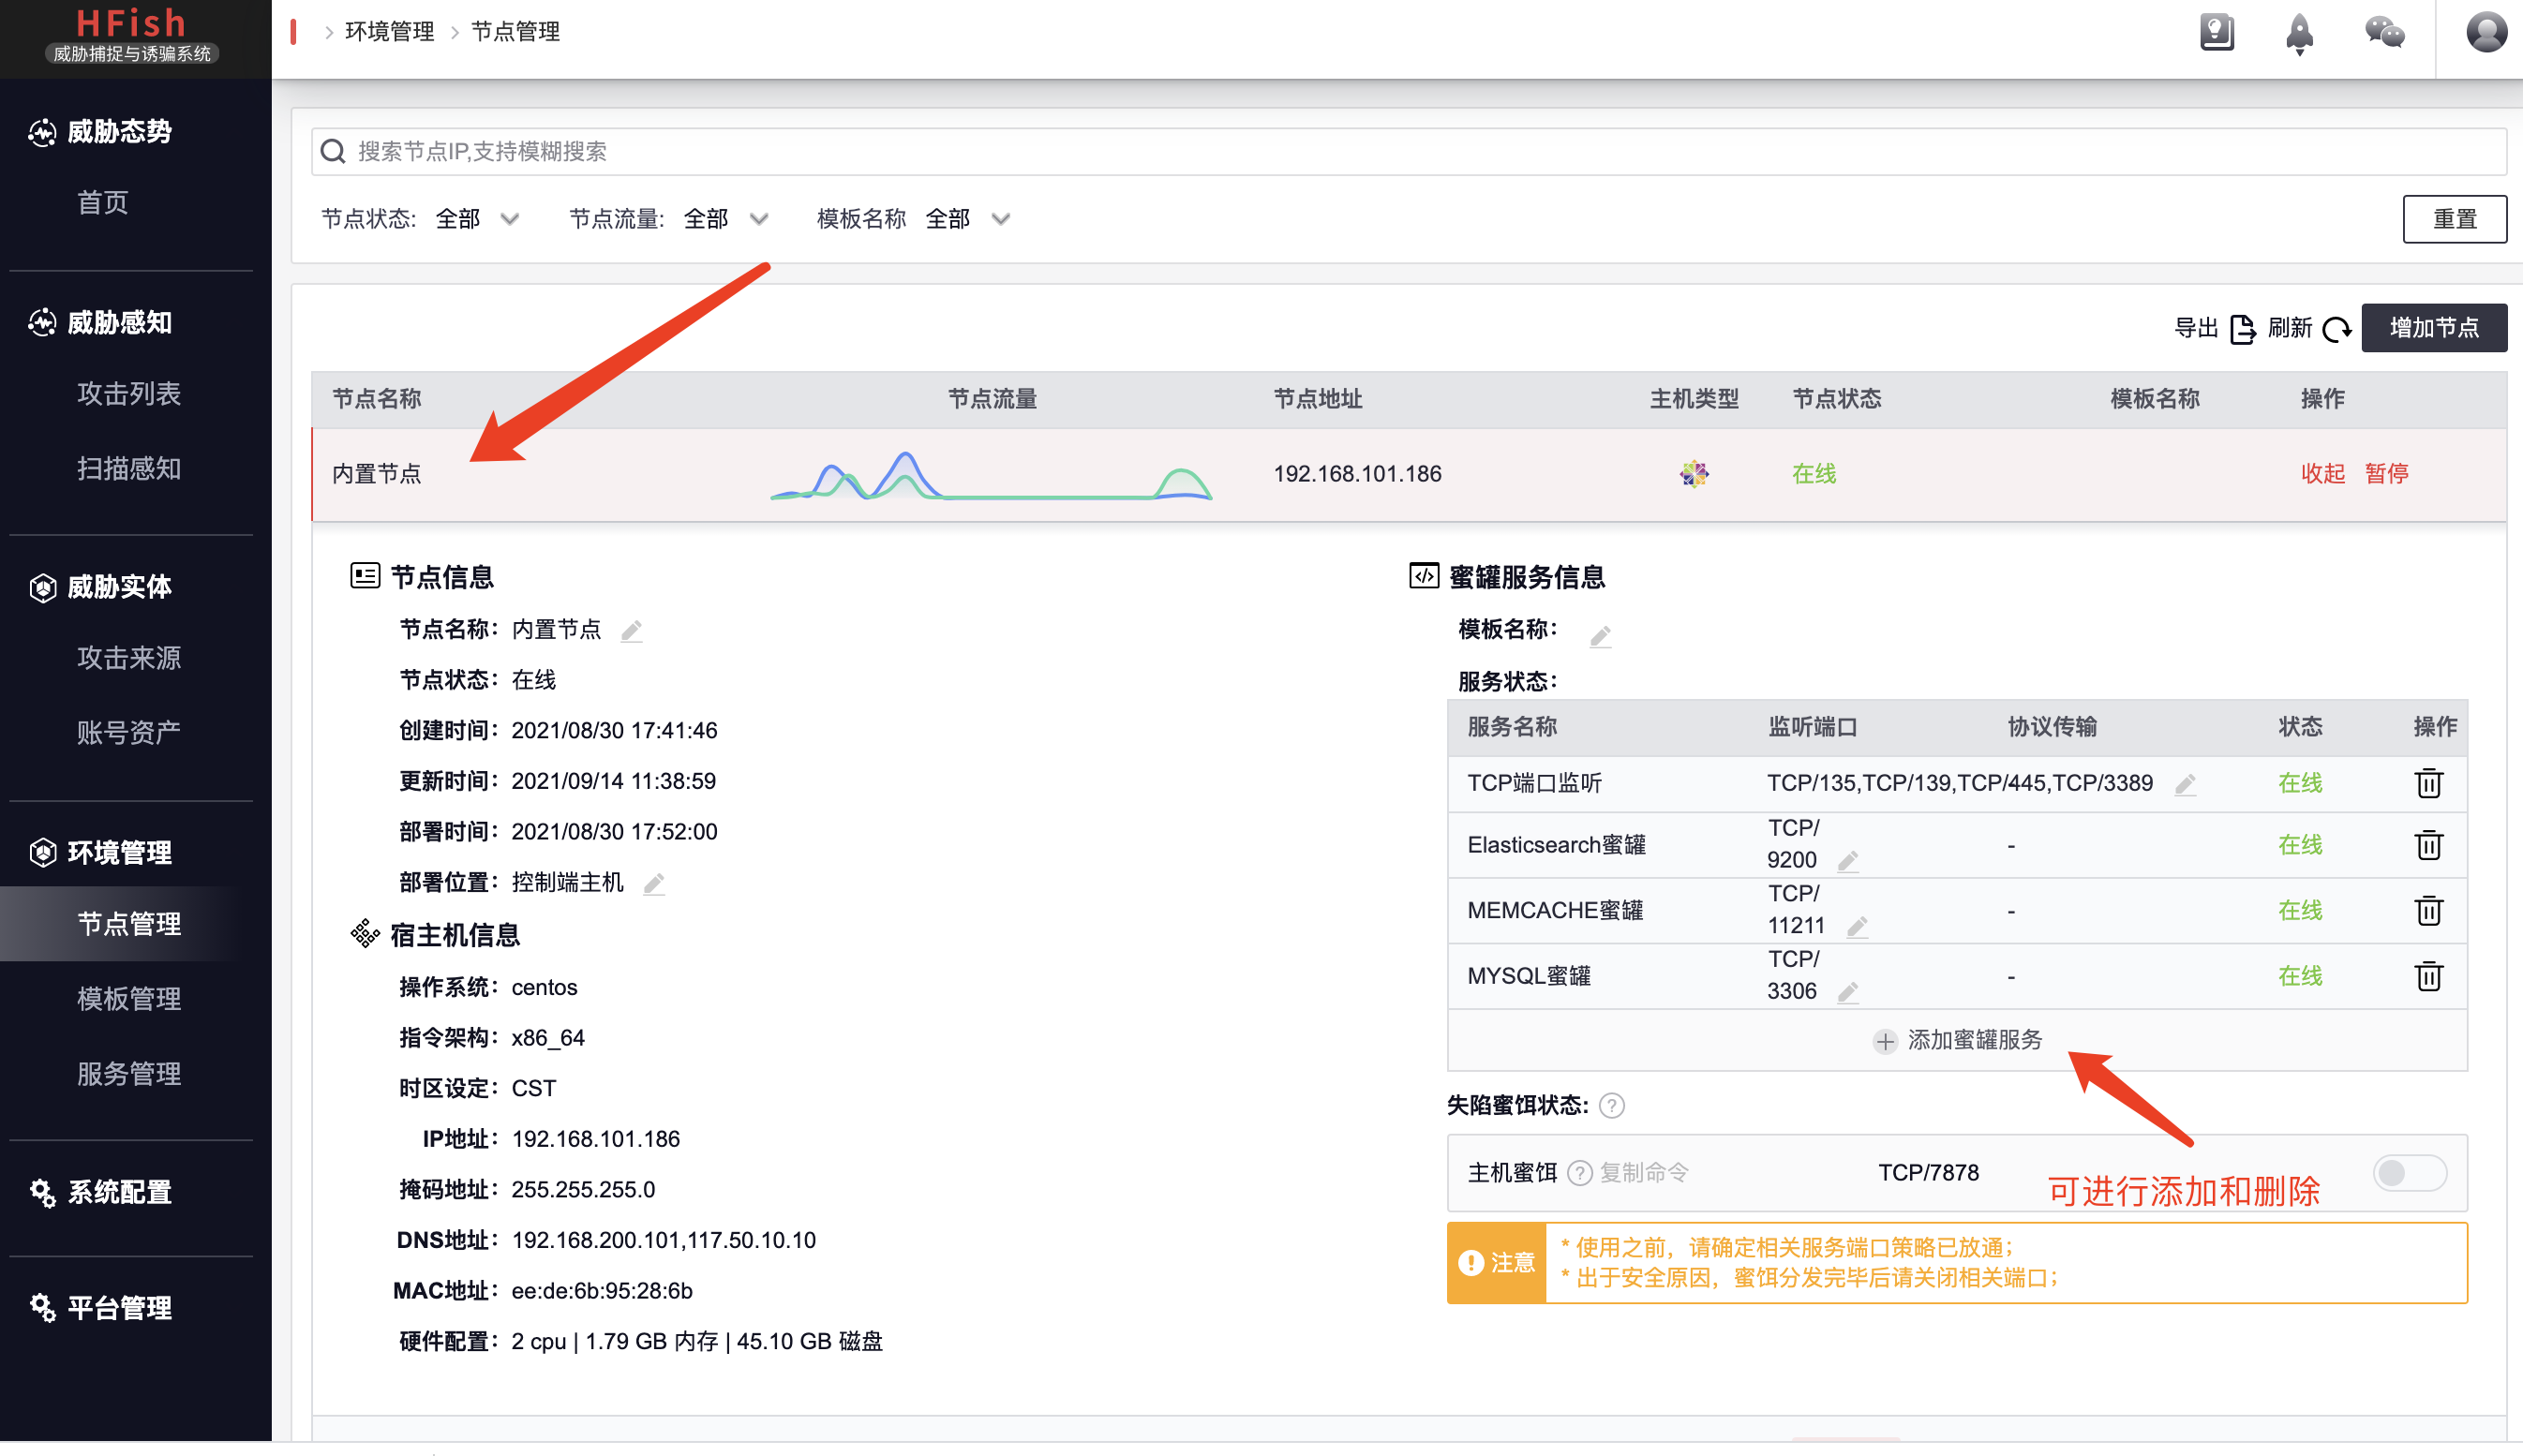 HFish
威胁捕捉与诱骗系统
威胁态势
首页
威胁感知
攻击列表
扫描感知
威胁实体
攻击来源
账号资产
环境管理
节点管理
模板管理
服务管理
系统配置
平台管理
> 环境管理 > 节点管理
搜索节点IP,支持模糊搜索
节点状态: 全部 节点流量: 全部 模板名称 全部 重置
导出 刷新 增加节点
节点名称 节点流量 节点地址 主机类型 节点状态 模板名称 操作
内置节点 192.168.101.186 在线 收起 暂停
节点信息
节点名称: 内置节点
节点状态: 在线
创建时间: 2021/08/30 17:41:46
更新时间: 2021/09/14 11:38:59
部署时间: 2021/08/30 17:52:00
部署位置: 控制端主机
宿主机信息
操作系统: centos
指令架构: x86_64
时区设定: CST
IP地址: 192.168.101.186
掩码地址: 255.255.255.0
DNS地址: 192.168.200.101,117.50.10.10
MAC地址: ee:de:6b:95:28:6b
硬件配置: 2 cpu | 1.79 GB 内存 | 45.10 GB 磁盘
蜜罐服务信息
模板名称:
服务状态:
服务名称 监听端口 协议传输 状态 操作
TCP端口监听 TCP/135,TCP/139,TCP/445,TCP/3389 - 在线
Elasticsearch蜜罐 TCP/
9200 - 在线
MEMCACHE蜜罐 TCP/
11211 - 在线
MYSQL蜜罐 TCP/
3306 - 在线
添加蜜罐服务
失陷蜜饵状态: ?
主机蜜饵 ? 复制命令 TCP/7878
可进行添加和删除
注意
* 使用之前，请确定相关服务端口策略已放通；
* 出于安全原因，蜜饵分发完毕后请关闭相关端口；